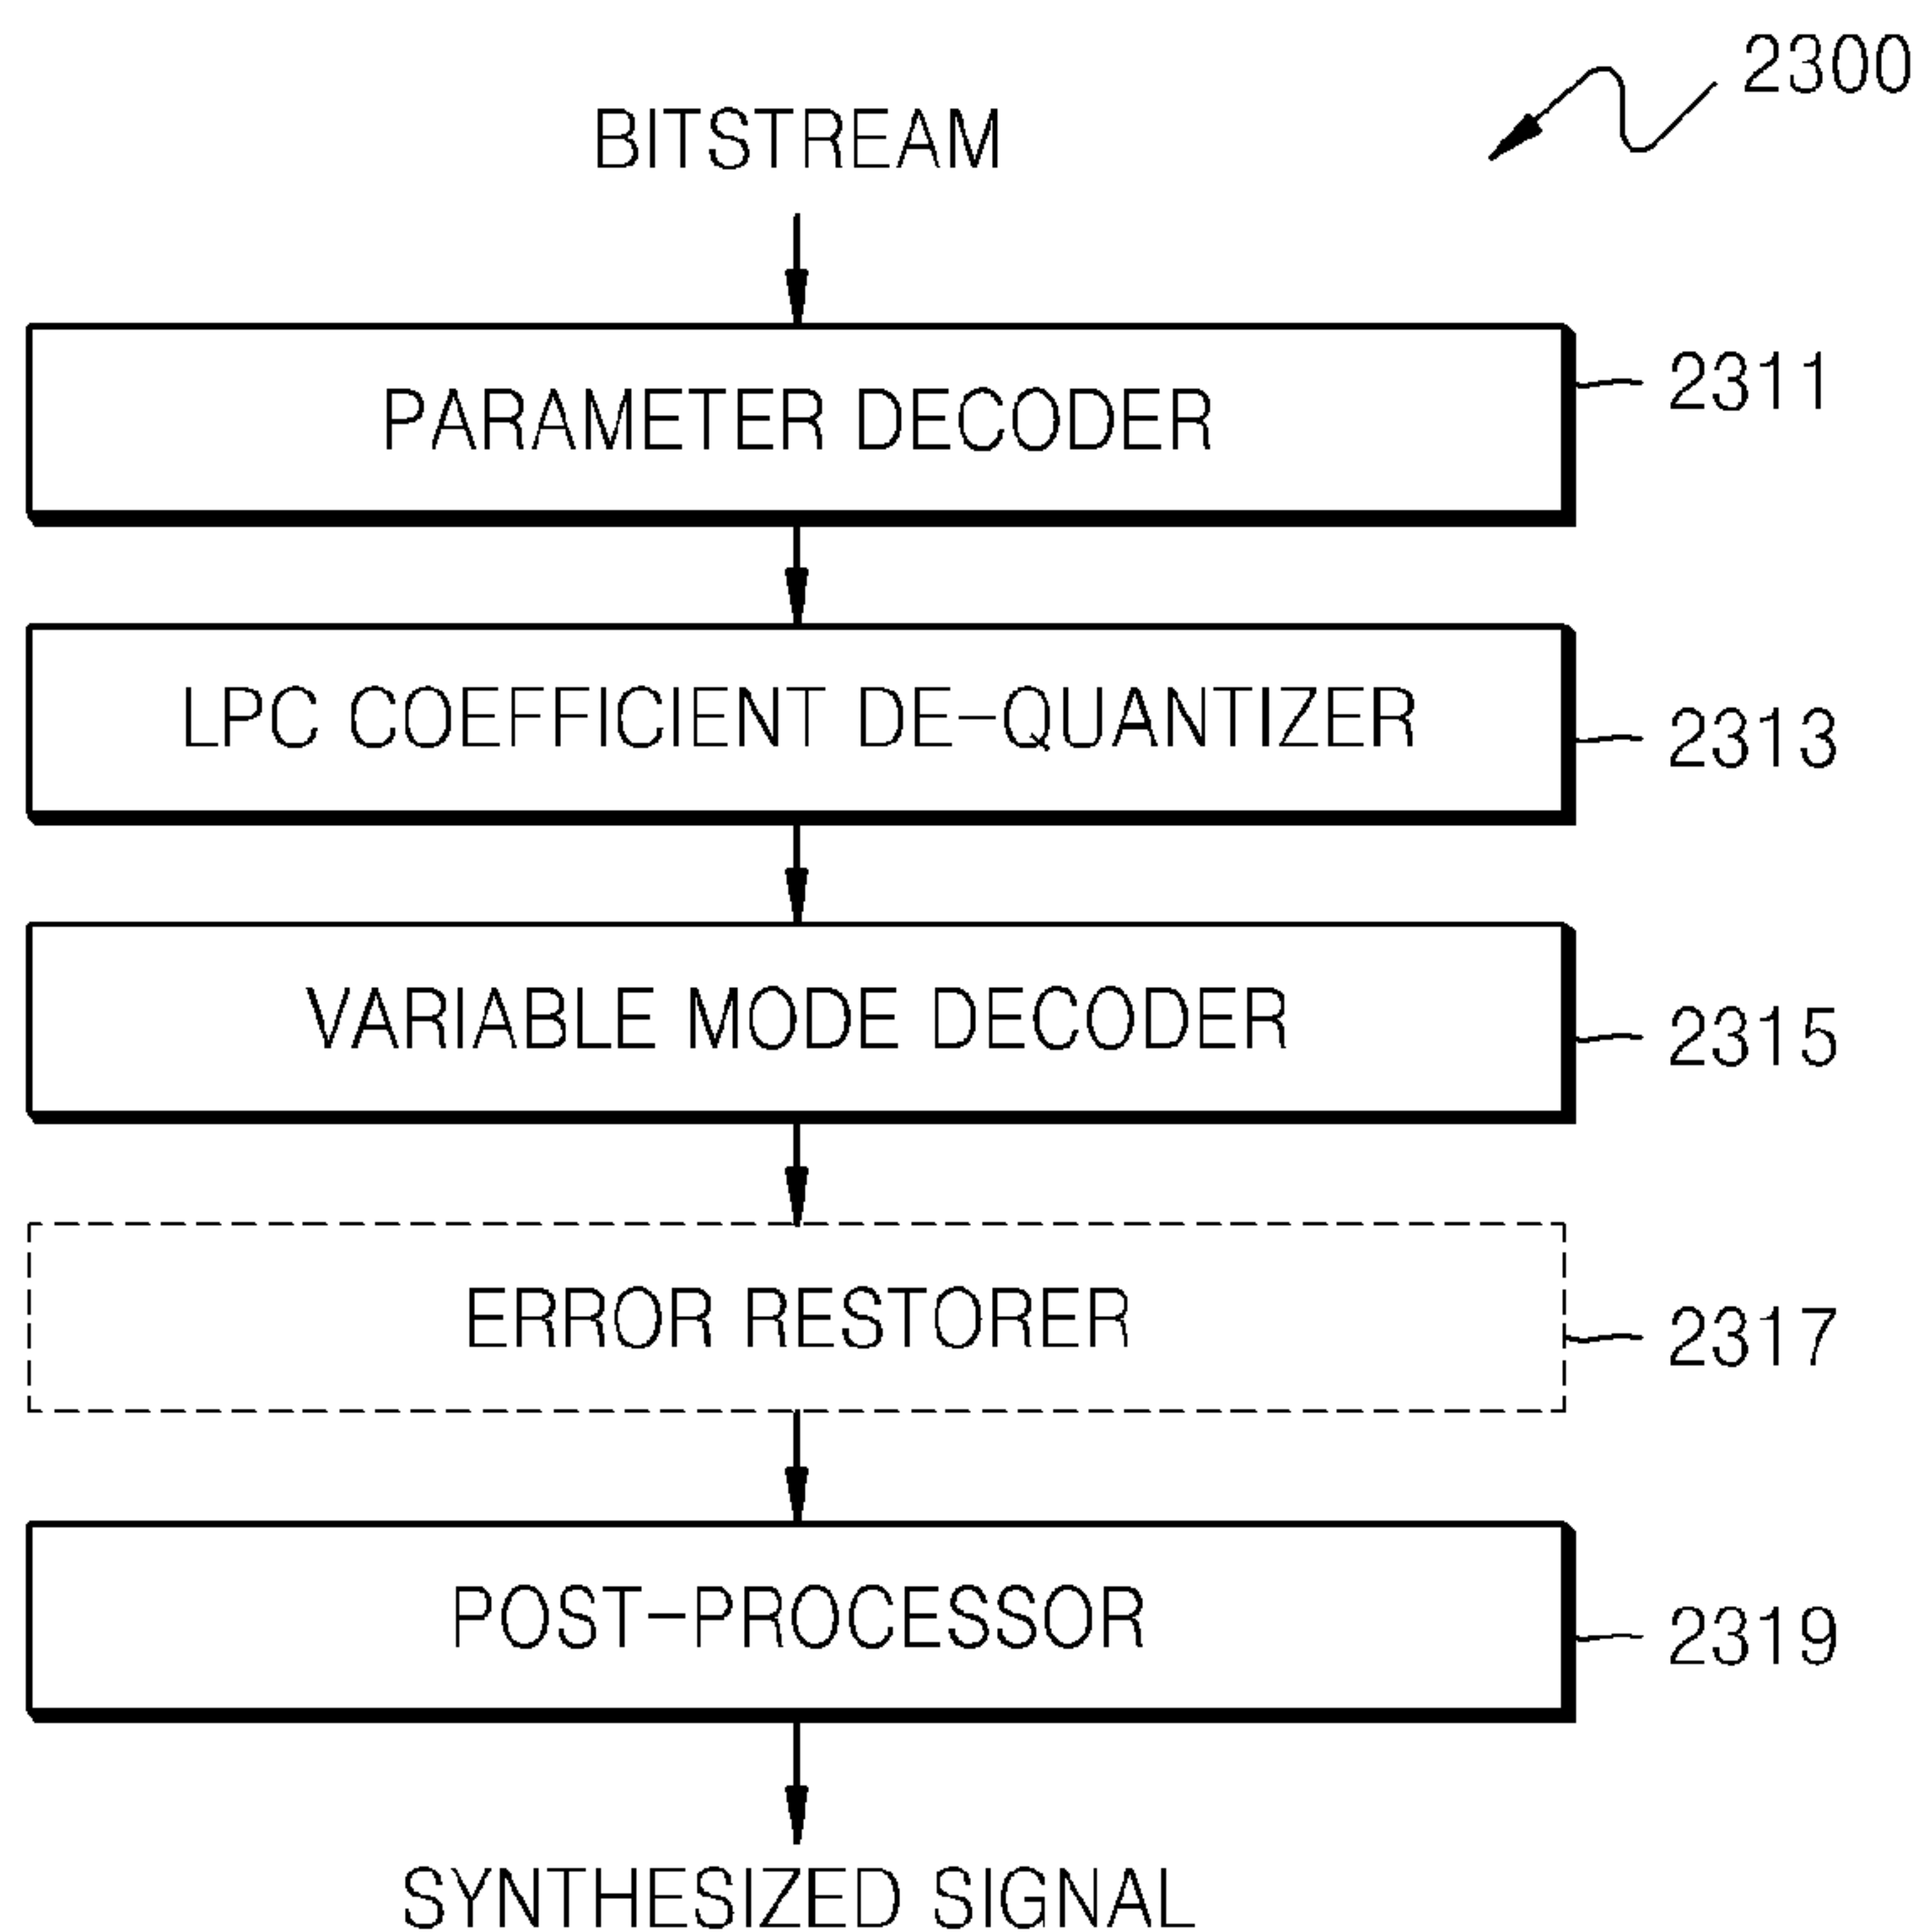 2300
BITSTREAM
PARAMETER DECODER
2311
LPC COEFFICIENT DE-QUANTIZER
2313
VARIABLE MODE DECODER
2315
ERROR RESTORER
2317
POST-PROCESSOR
2319
SYNTHESIZED SIGNAL